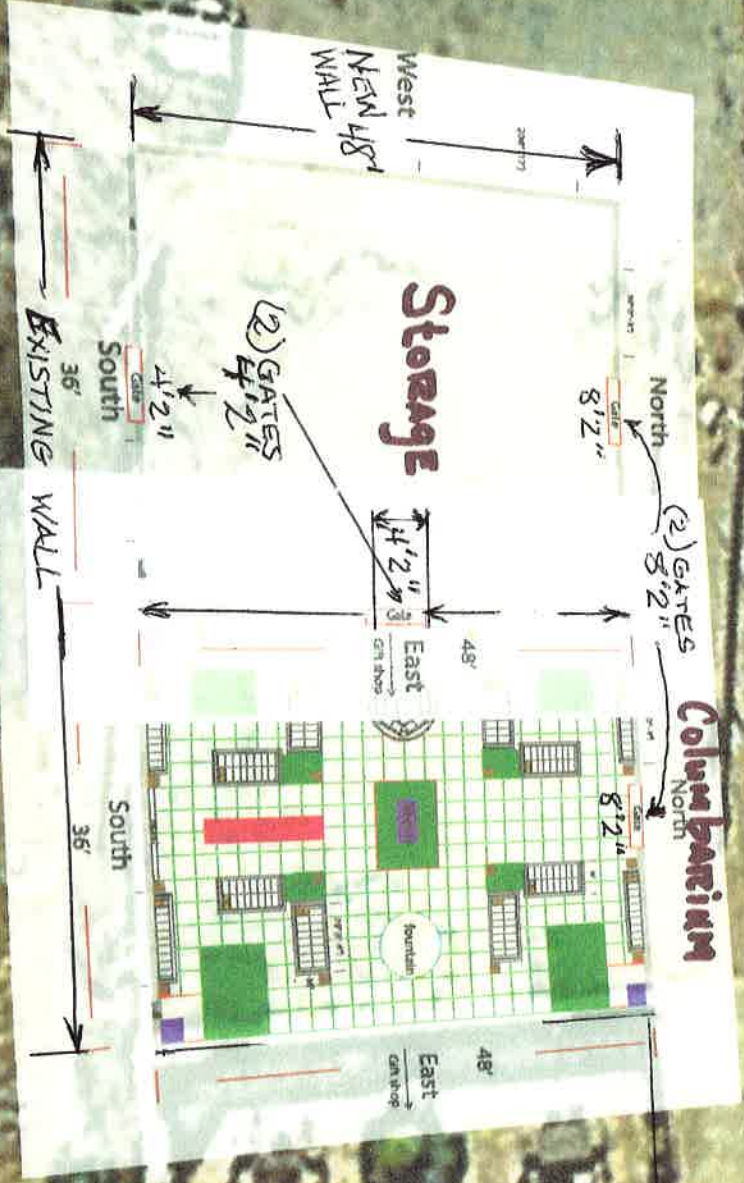 48'
East
Gift shop
Columbarium
North
Gate
8'2"
fountain
36'
South
(2) GATES
8'2"
48'
East
Gift shop
4'2"
North
Gate
8'2"
Storage
(2) GATES
4'2"
Gate
4'2"
South
36'
EXISTING WALL
West
NEW 48'
WALL